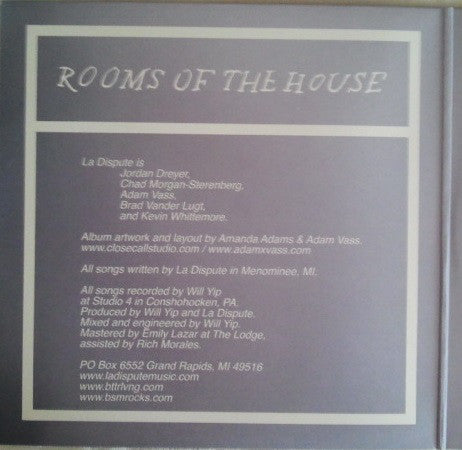 ROOMS OF THE HOUSE
La Dispute is
Jordan Dreyer,
Chad Morgan-Sterenberg,
Adam Vass,
Brad Vander Lugt,
and Kevin Whittemore.
Album artwork and layout by Amanda Adams & Adam Vass.
www.closecallstudio.com / www.adamxvass.com
All songs written by La Dispute in Menominee, MI.
All songs recorded by Will Yip
at Studio 4 in Conshohocken, PA.
Produced by Will Yip and La Dispute.
Mixed and engineered by Will Yip.
Mastered by Emily Lazar at The Lodge,
assisted by Rich Morales.
PO Box 6552 Grand Rapids, MI 49516
www.ladisputemusic.com
www.bttrlvng.com
www.bsmrocks.com